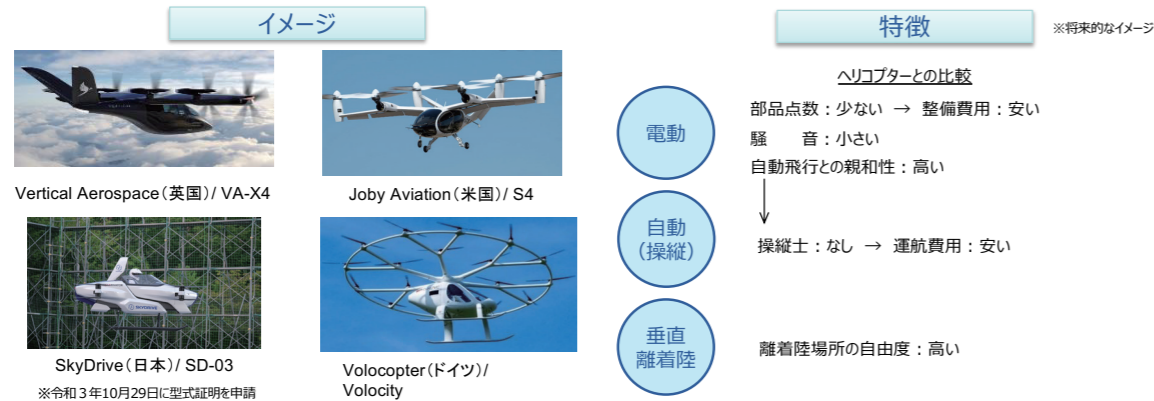 イメージ
Vertical Aerospace（英国）/ VA-X4
Joby Aviation（米国）/ S4
SkyDrive（日本）/ SD-03
※令和３年10月29日に型式証明を申請
Volocopter（ドイツ）/
Volocity
特徴
※将来的なイメージ
ヘリコプターとの比較
電動
部品点数：少ない → 整備費用：安い
騒　　音：小さい
自動飛行との親和性：高い
自動
（操縦）
操縦士：なし → 運航費用：安い
垂直
離着陸
離着陸場所の自由度：高い